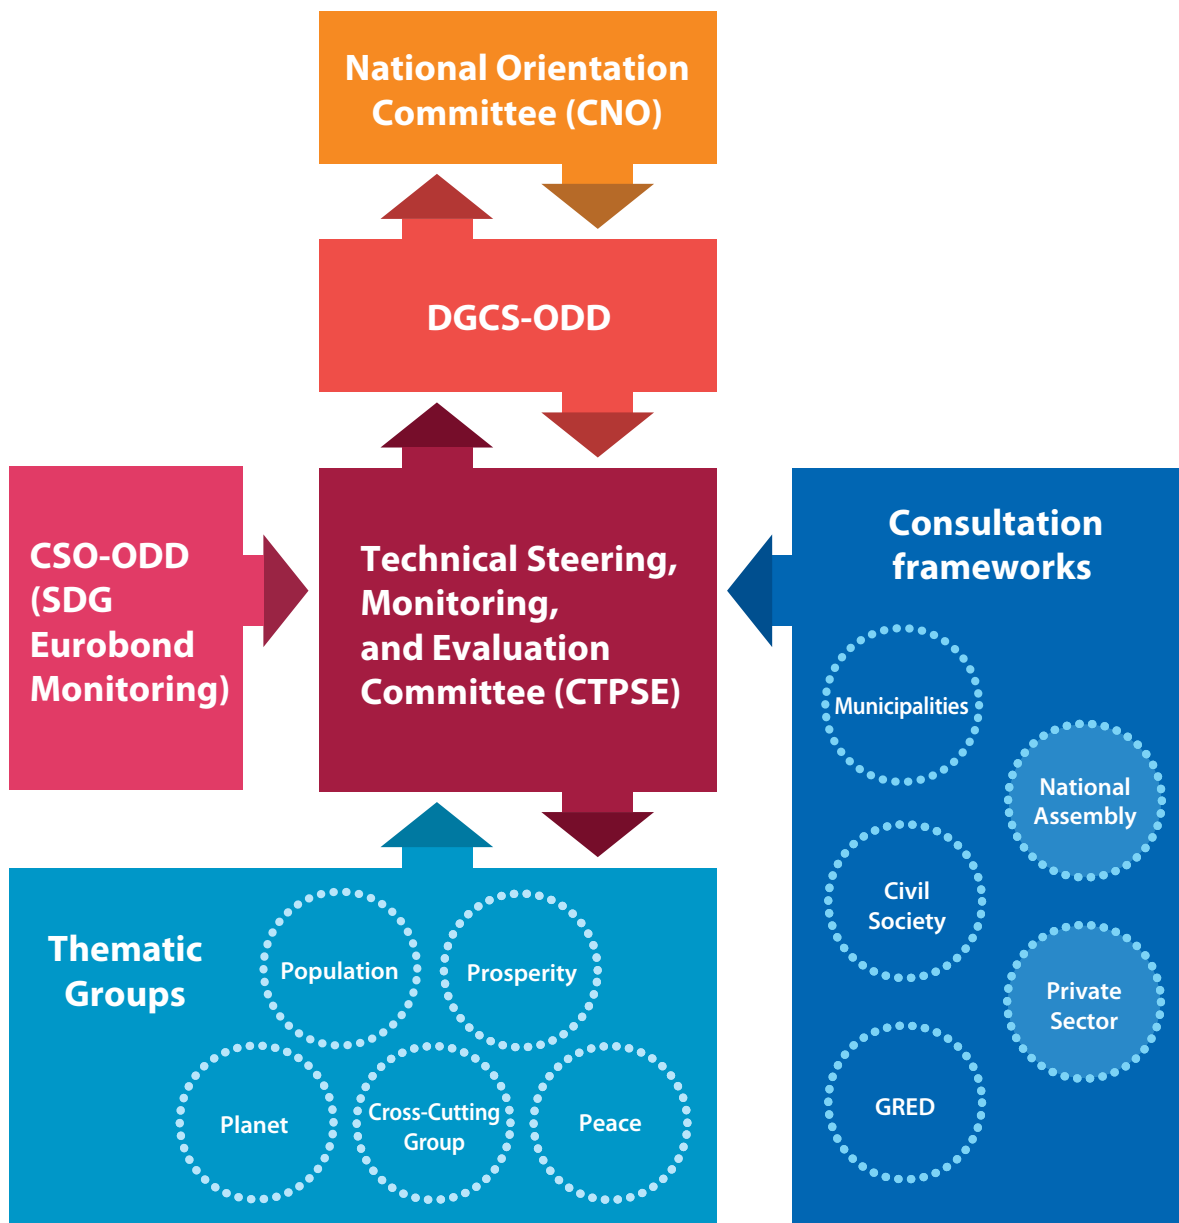 National Orientation
Committee (CNO)
DGCS-ODD
CSO-ODD
(SDG
Eurobond
Monitoring)
Technical Steering,
Monitoring,
and Evaluation
Committee (CTPSE)
Consultation
frameworks
Municipalities
National
Assembly
Civil
Society
Private
Sector
GRED
Thematic
Groups
Population
Prosperity
Planet
Cross-Cutting
Group
Peace